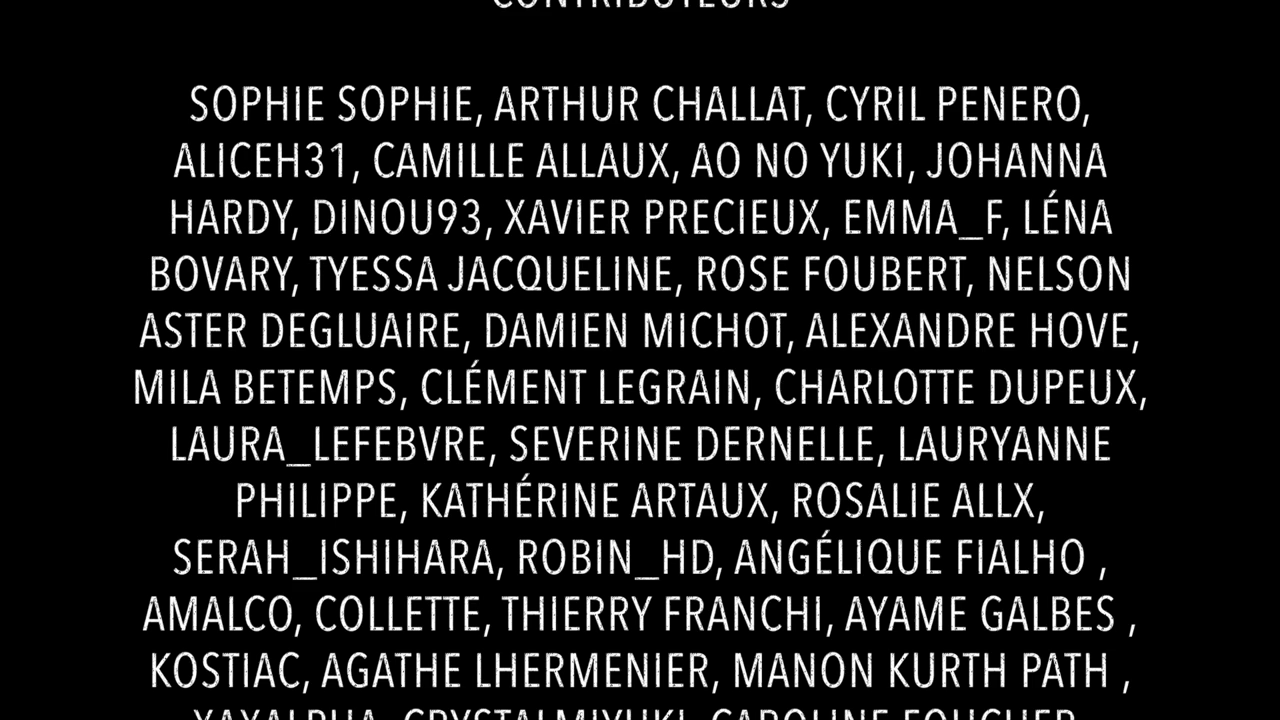 CONTRIBUTEURS
SOPHIE SOPHIE, ARTHUR CHALLAT, CYRIL PENERO,
ALICEH31, CAMILLE ALLAUX, AO NO YUKI, JOHANNA
HARDY, DINOU93, XAVIER PRECIEUX, EMMA_F, LÉNA
BOVARY, TYESSA JACQUELINE, ROSE FOUBERT, NELSON
ASTER DEGLUAIRE, DAMIEN MICHOT, ALEXANDRE HOVE,
MILA BETEMPS, CLÉMENT LEGRAIN, CHARLOTTE DUPEUX,
LAURA_LEFEBVRE, SEVERINE DERNELLE, LAURYANNE
PHILIPPE, KATHÉRINE ARTAUX, ROSALIE ALLX,
SERAH_ISHIHARA, ROBIN_HD, ANGÉLIQUE FIALHO ,
AMALCO, COLLETTE, THIERRY FRANCHI, AYAME GALBES ,
KOSTIAC, AGATHE LHERMENIER, MANON KURTH PATH ,
CRYSTALMIYUKI, CAROLINE FOUCHER